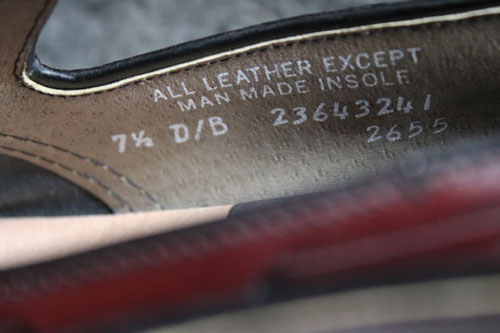 ALL LEATHER EXCEPT
MAN MADE INSOLE
7½ D/B 23643241
2655